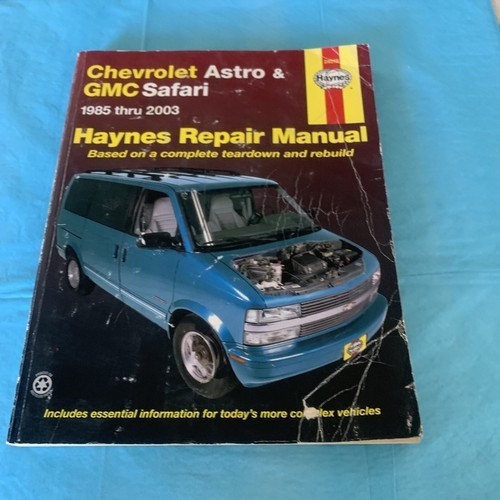 Chevrolet Astro &
GMC Safari
1985 thru 2003
Haynes
Haynes Repair Manual
Based on a complete teardown and rebuild
Haynes
Includes essential information for today's more complex vehicles